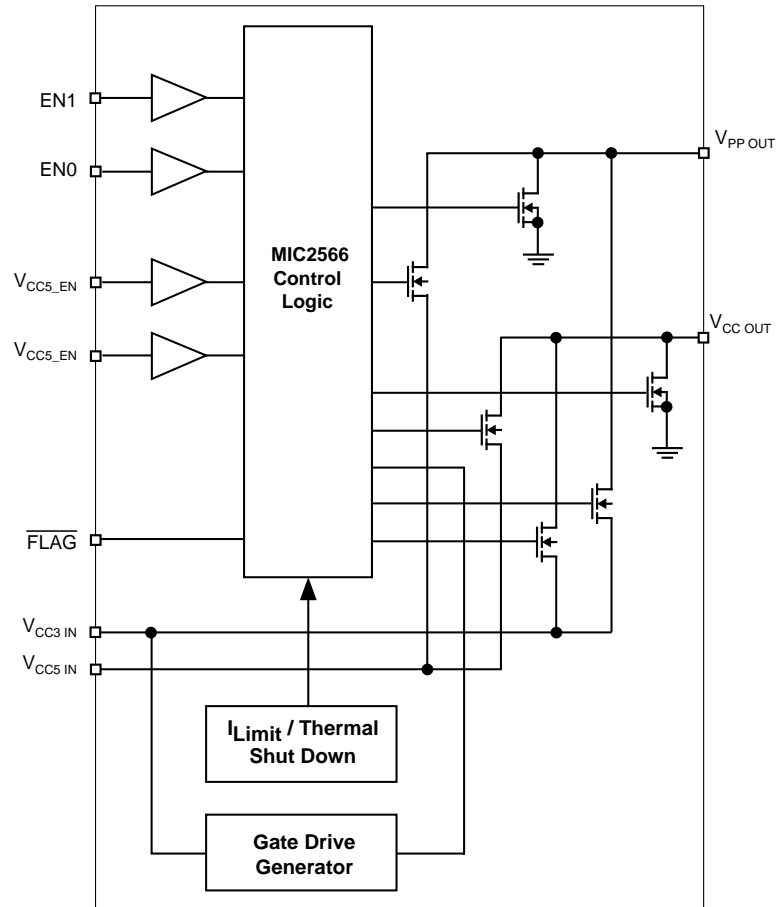 EN1
EN0
VCC5_EN
VCC5_EN
FLAG
VCC3 IN
VCC5 IN
MIC2566
Control
Logic
VPP OUT
VCC OUT
ILimit / Thermal
Shut Down
Gate Drive
Generator